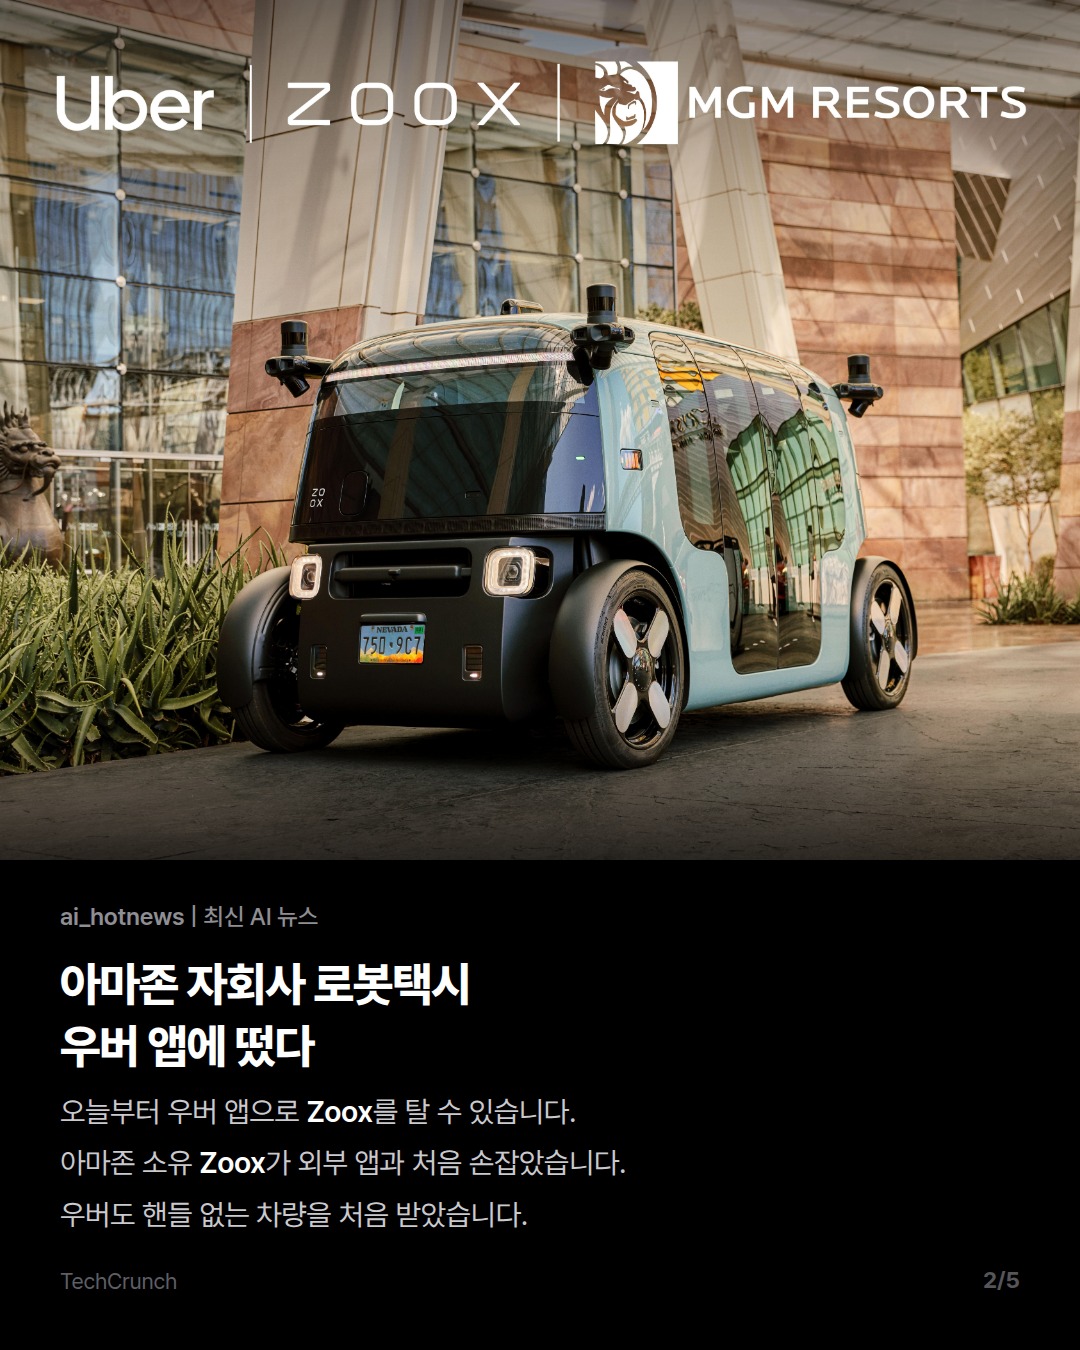 Uber | ZOOX | MGM RESORTS
ZO
OX
NEVADA
75D·9C7
ai_hotnews | 최신 AI 뉴스
아마존 자회사 로봇택시
우버 앱에 떴다
오늘부터 우버 앱으로 Zoox를 탈 수 있습니다.
아마존 소유 Zoox가 외부 앱과 처음 손잡았습니다.
우버도 핸들 없는 차량을 처음 받았습니다.
TechCrunch
2/5